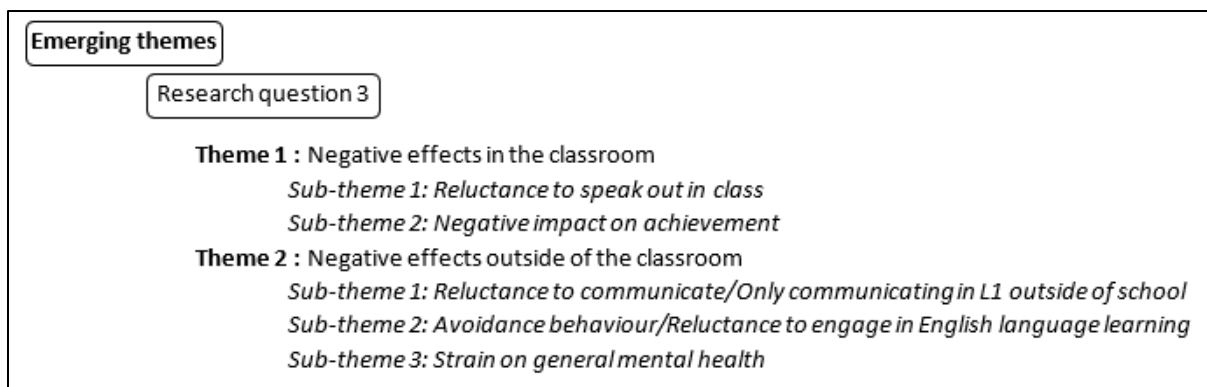 Emerging themes
Research question 3
Theme 1 : Negative effects in the classroom
Sub-theme 1: Reluctance to speak out in class
Sub-theme 2: Negative impact on achievement
Theme 2 : Negative effects outside of the classroom
Sub-theme 1: Reluctance to communicate/Only communicating in L1 outside of school
Sub-theme 2: Avoidance behaviour/Reluctance to engage in English language learning
Sub-theme 3: Strain on general mental health